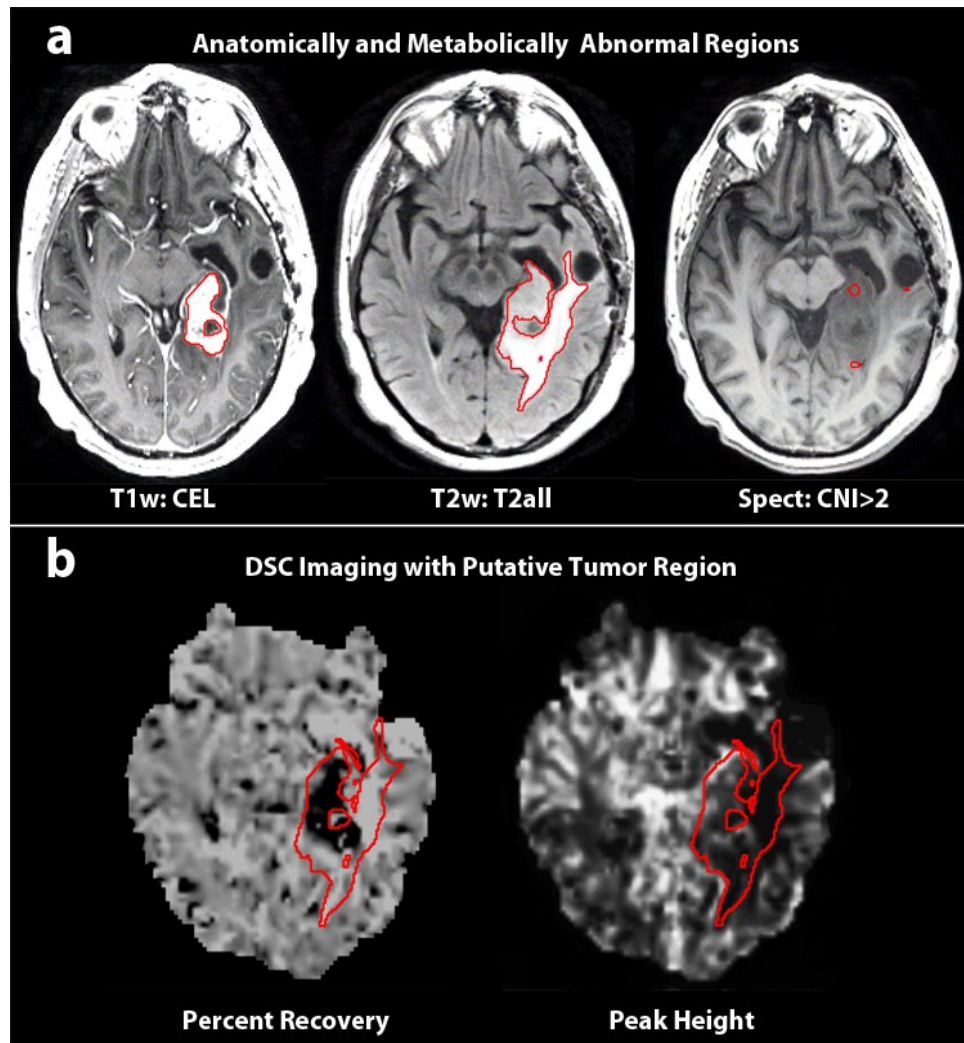 a
Anatomically and Metabolically Abnormal Regions
T1w: CEL
T2w: T2all
Spect: CNI>2
b
DSC Imaging with Putative Tumor Region
Percent Recovery
Peak Height